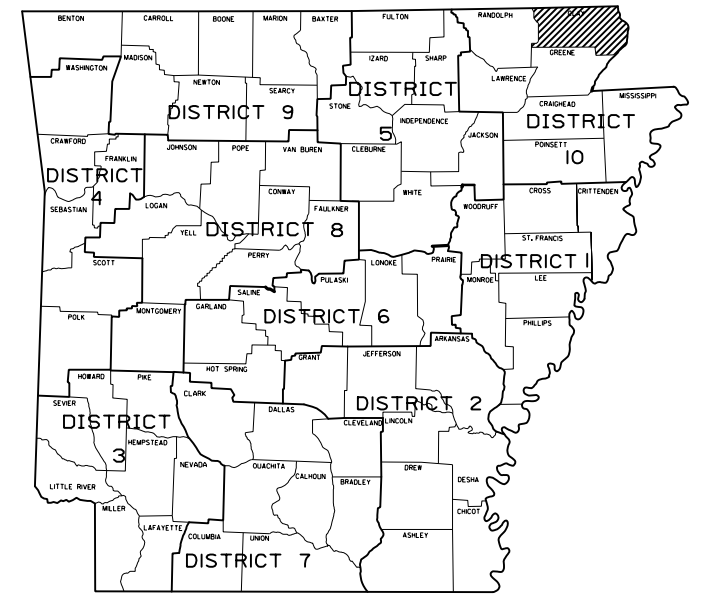 BENTON
CARROLL
BOONE
MARION
BAXTER
FULTON
RANDOLPH
CLAY
GREENE
WASHINGTON
MADISON
NEWTON
SEARCY
IZARD
SHARP
LAWRENCE
STONE
INDEPENDENCE
CRAIGHEAD
MISSISSIPPI
DISTRICT 9
DISTRICT
5
DISTRICT
10
JACKSON
POINSETT
CRAWFORD
FRANKLIN
JOHNSON
POPE
VAN BUREN
CLEBURNE
DISTRICT
4
SEBASTIAN
LOGAN
CONWAY
FAULKNER
WHITE
WOODRUFF
CROSS
CRITTENDEN
YELL
DISTRICT 8
ST. FRANCIS
SCOTT
PERRY
LONOKE
PRAIRIE
DISTRICT 1
MONROE
LEE
SALINE
PULASKI
POLK
MONTGOMERY
GARLAND
DISTRICT 6
PHILLIPS
ARKANSAS
HOT SPRING
GRANT
JEFFERSON
HOWARD
PIKE
CLARK
SEVIER
DISTRICT
3
DALLAS
DISTRICT 2
CLEVELAND
LINCOLN
HEMPSTEAD
NEVADA
OUACHITA
CALHOUN
BRADLEY
DREW
DESHA
LITTLE RIVER
MILLER
LAFAYETTE
CHICOT
COLUMBIA
UNION
ASHLEY
DISTRICT 7